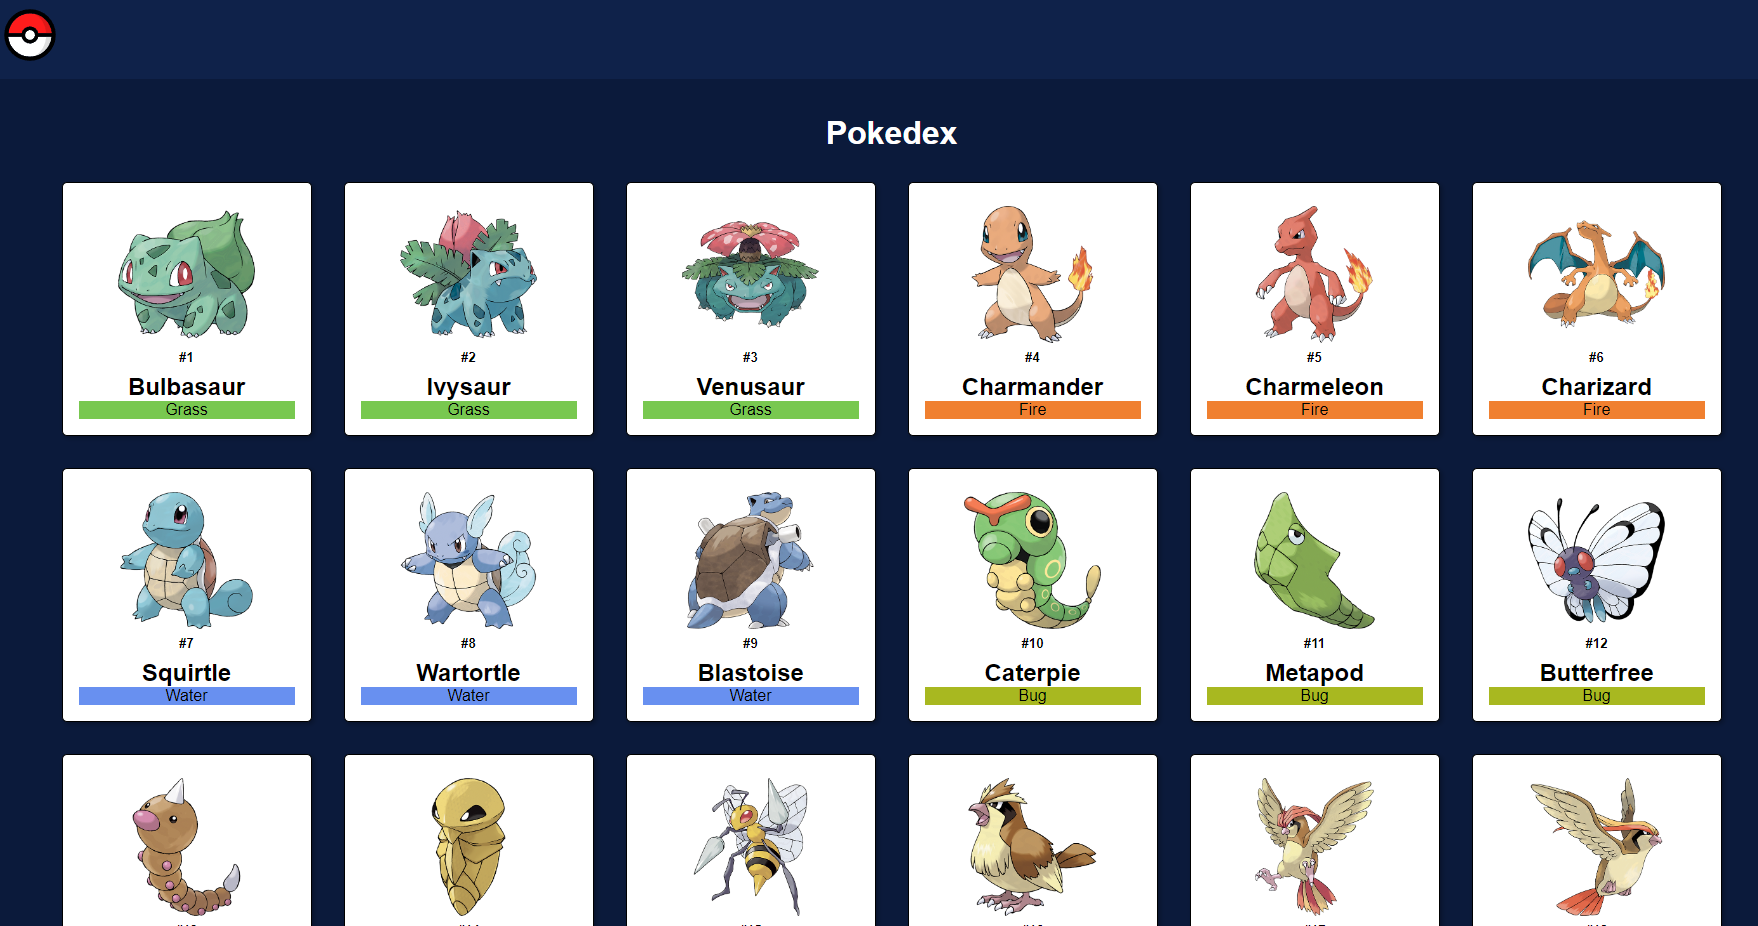 Pokedex
#1
Bulbasaur
Grass
#2
Ivysaur
Grass
#3
Venusaur
Grass
#4
Charmander
Fire
#5
Charmeleon
Fire
#6
Charizard
Fire
#7
Squirtle
Water
#8
Wartortle
Water
#9
Blastoise
Water
#10
Caterpie
Bug
#11
Metapod
Bug
#12
Butterfree
Bug